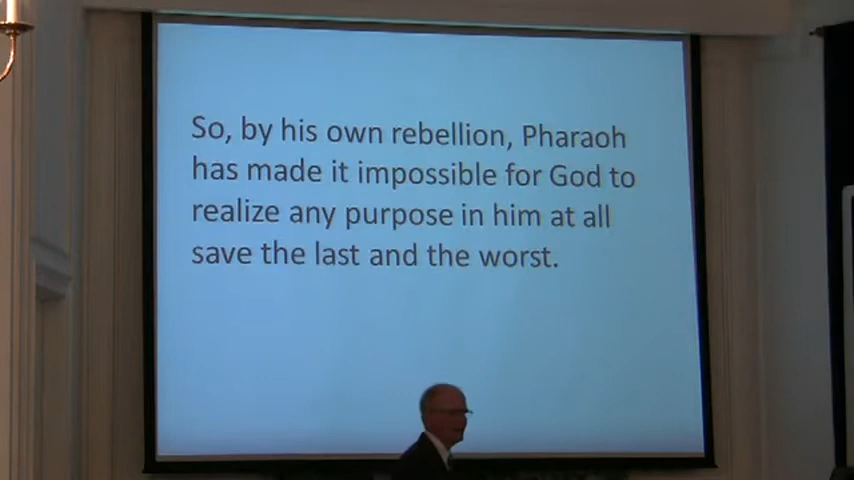 So, by his own rebellion, Pharaoh
has made it impossible for God to
realize any purpose in him at all
save the last and the worst.